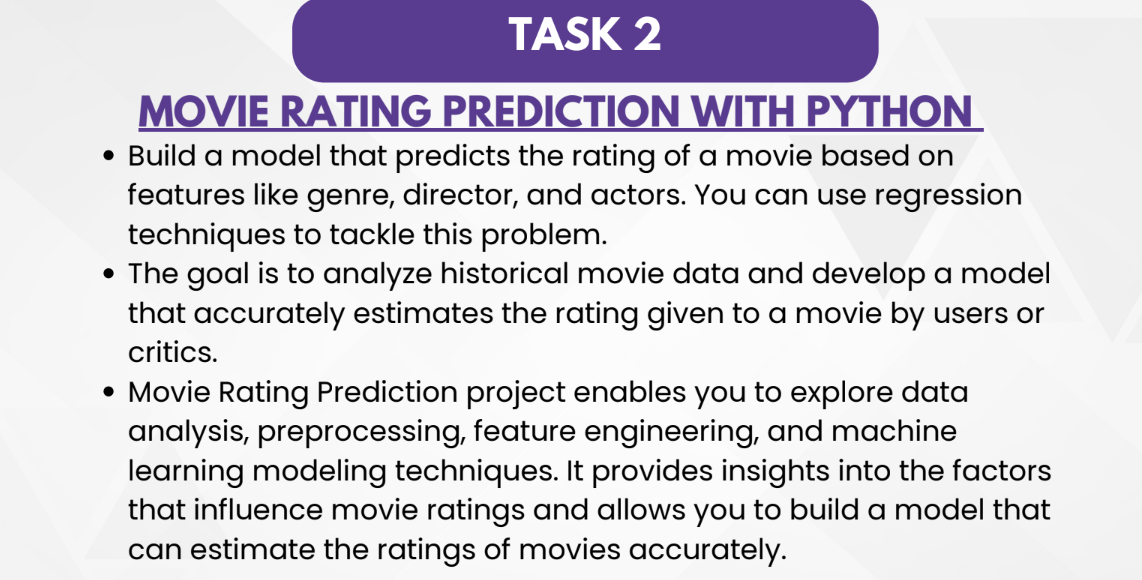 TASK 2
MOVIE RATING PREDICTION WITH PYTHON
• Build a model that predicts the rating of a movie based on
features like genre, director, and actors. You can use regression
techniques to tackle this problem.
• The goal is to analyze historical movie data and develop a model
that accurately estimates the rating given to a movie by users or
critics.
• Movie Rating Prediction project enables you to explore data
analysis, preprocessing, feature engineering, and machine
learning modeling techniques. It provides insights into the factors
that influence movie ratings and allows you to build a model that
can estimate the ratings of movies accurately.